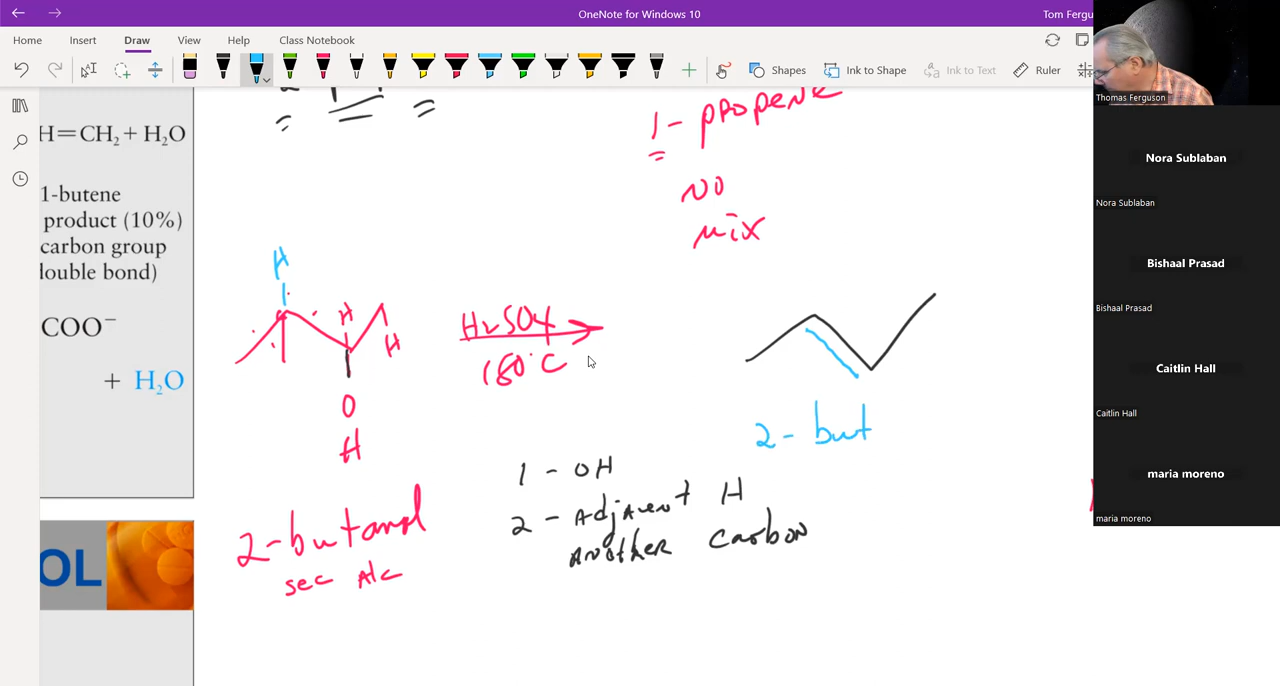 OneNote for Windows 10
Tom Fergu
Home Insert Draw View Help Class Notebook
Shapes Ink to Shape Ink to Text Ruler
Thomas Ferguson
H=CH₂ + H₂O
1-butene
product (10%)
carbon group
double bond)
COO⁻
+ H₂O
OL
1- propene
NO
mix
H
H
H
O
H
H₂SO4
180°C
2- but
1 - OH
2 - Adjacent H
Another carbon
2-butanol
sec Alc
Nora Sublaban
Nora Sublaban
Bishaal Prasad
Bishaal Prasad
Caitlin Hall
Caitlin Hall
maria moreno
maria moreno